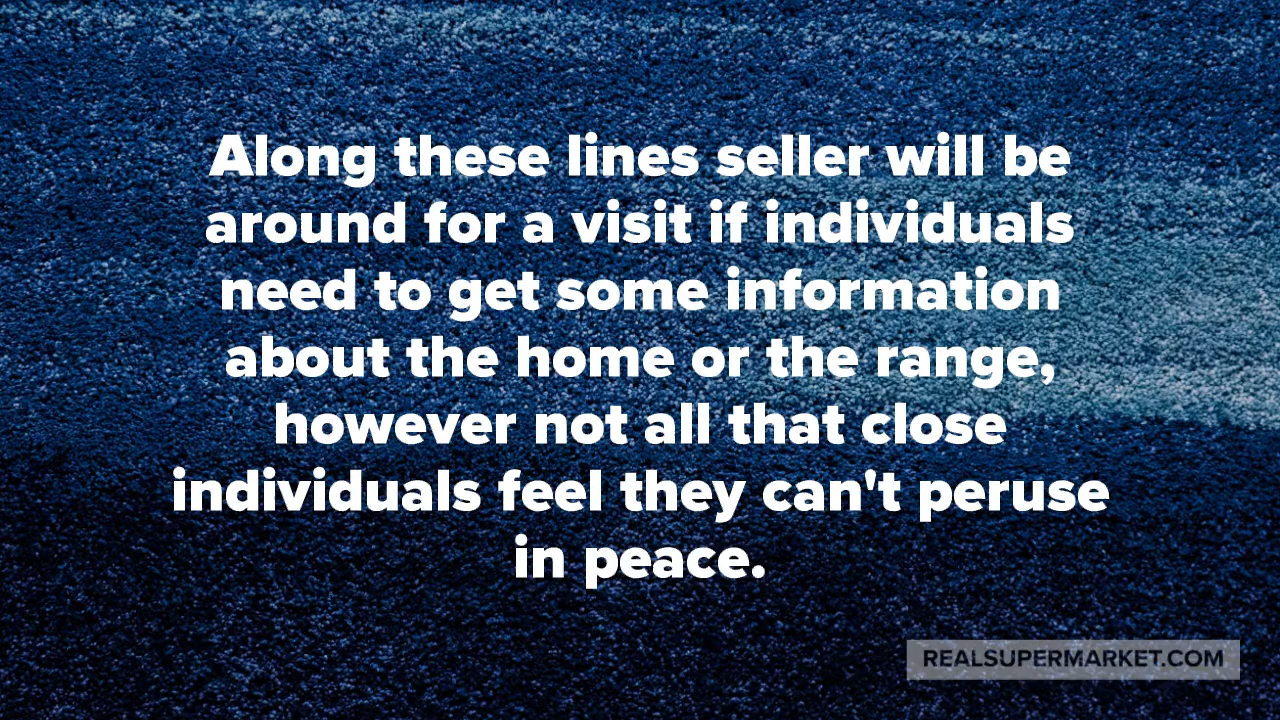 Along these lines seller will be
around for a visit if individuals
need to get some information
about the home or the range,
however not all that close
individuals feel they can't peruse
in peace.
REALSUPERMARKET.COM